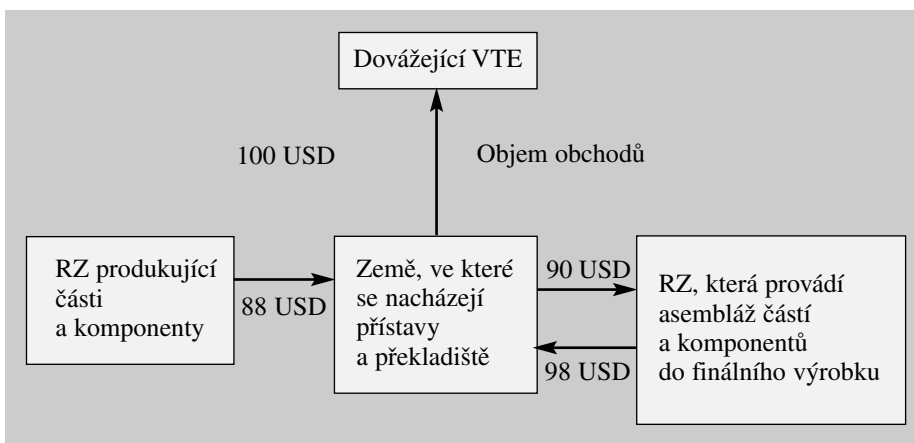 Dovážející VTE
100 USD
Objem obchodů
RZ produkující
části
a komponenty
88 USD
Země, ve které
se nacházejí
přístavy
a překladiště
90 USD
98 USD
RZ, která provádí
asembláž částí
a komponentů
do finálního výrobku